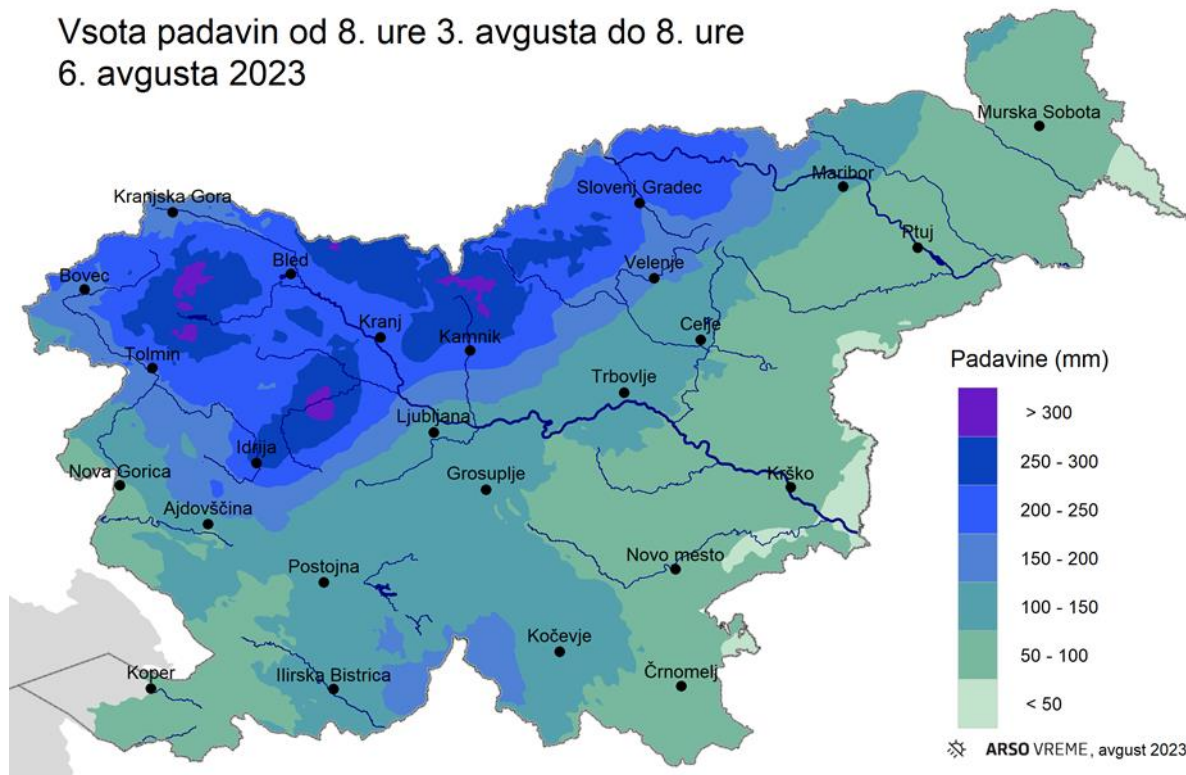 Vsota padavin od 8. ure 3. avgusta do 8. ure
6. avgusta 2023
Murska Sobota
Maribor
Slovenj Gradec
Kranjska Gora
Ptuj
Bled
Velenje
Bovec
Celje
Kranj
Kamnik
Tolmin
Trbovlje
Ljubljana
Idrija
Nova Gorica
Grosuplje
Krško
Ajdovščina
Novo mesto
Postojna
Kočevje
Koper
Ilirska Bistrica
Črnomelj
Padavine (mm)
> 300
250 - 300
200 - 250
150 - 200
100 - 150
50 - 100
< 50
ARSO VREME, avgust 2023